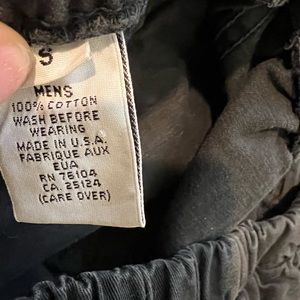 S
MENS
100% COTTON
WASH BEFORE
WEARING
MADE IN U.S.A.
FABRIQUE AUX
EUA
RN 76104
CA. 25124
(CARE OVER)